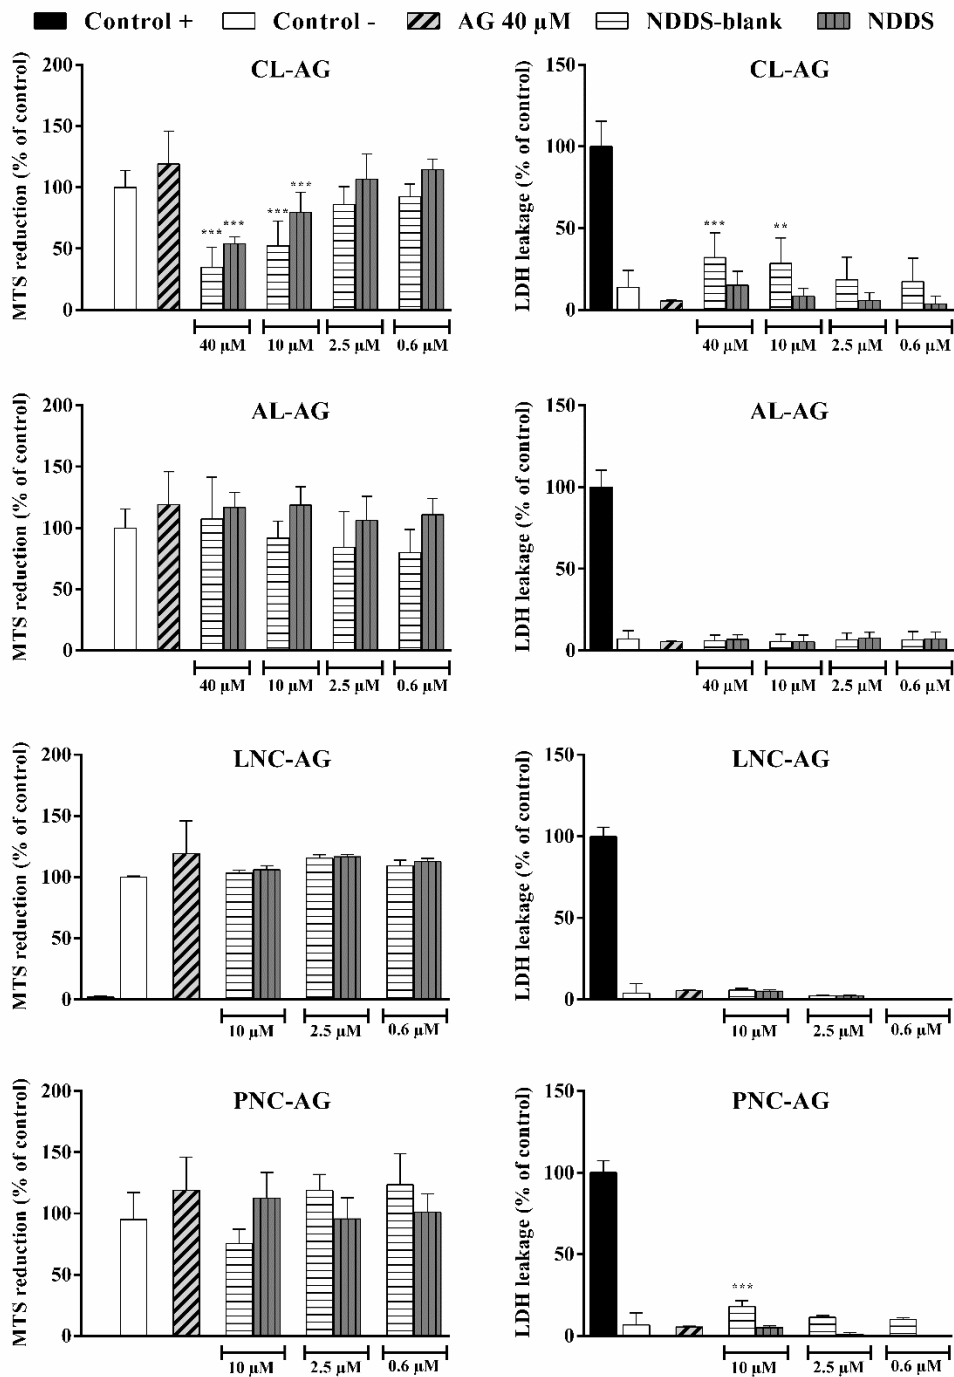 Control + Control - AG 40 µM NDDS-blank NDDS
CL-AG
MTS reduction (% of control)
200
150
100
50
0
***
***
***
***
40 µM 10 µM 2.5 µM 0.6 µM
CL-AG
LDH leakage (% of control)
150
100
50
0
***
**
40 µM 10 µM 2.5 µM 0.6 µM
AL-AG
MTS reduction (% of control)
200
150
100
50
0
40 µM 10 µM 2.5 µM 0.6 µM
AL-AG
LDH leakage (% of control)
150
100
50
0
40 µM 10 µM 2.5 µM 0.6 µM
LNC-AG
MTS reduction (% of control)
200
150
100
50
0
10 µM 2.5 µM 0.6 µM
LNC-AG
LDH leakage (% of control)
150
100
50
0
10 µM 2.5 µM 0.6 µM
PNC-AG
MTS reduction (% of control)
200
150
100
50
0
10 µM 2.5 µM 0.6 µM
PNC-AG
LDH leakage (% of control)
150
100
50
0
***
10 µM 2.5 µM 0.6 µM